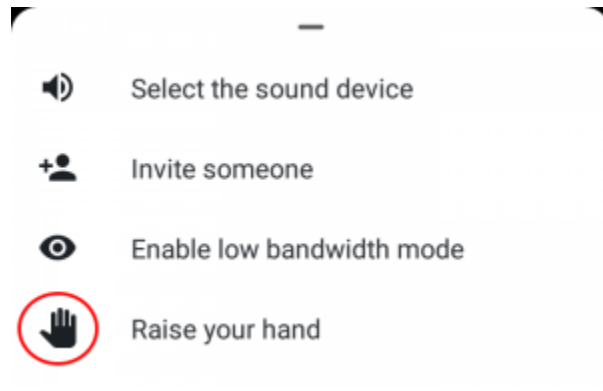 Select the sound device
Invite someone
Enable low bandwidth mode
Raise your hand